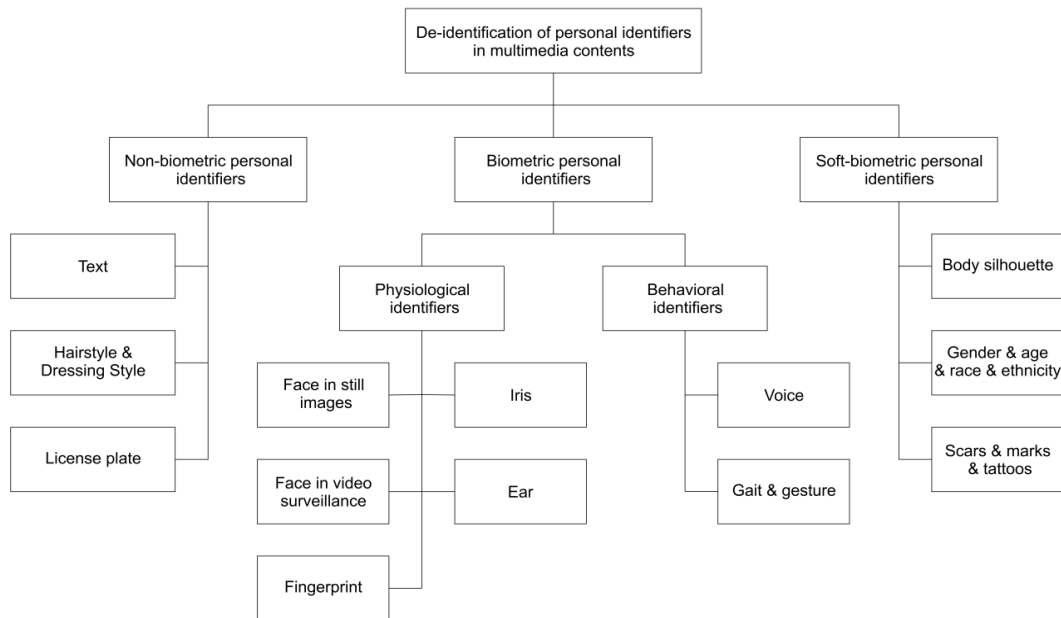 De-identification of personal identifiers
in multimedia contents
Non-biometric personal
identifiers
Biometric personal
identifiers
Soft-biometric personal
identifiers
Text
Hairstyle &
Dressing Style
License plate
Physiological
identifiers
Face in still
images
Iris
Face in video
surveillance
Ear
Fingerprint
Behavioral
identifiers
Voice
Gait & gesture
Body silhouette
Gender & age
& race & ethnicity
Scars & marks
& tattoos